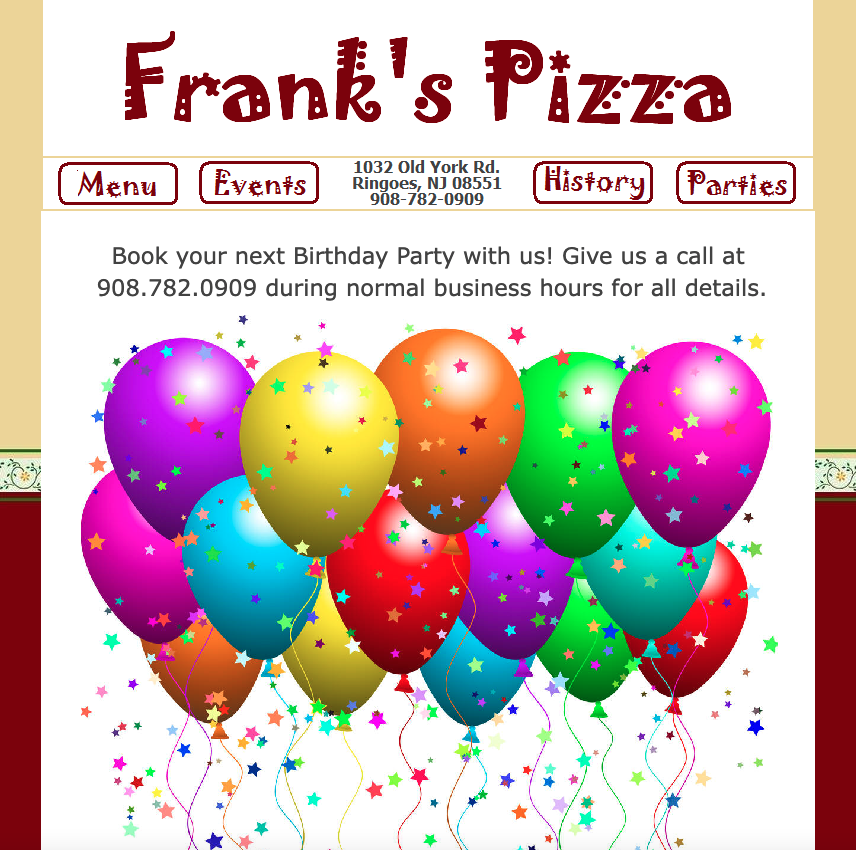 Frank's Pizza
Menu
Events
1032 Old York Rd.
Ringoes, NJ 08551
908-782-0909
History
Parties
Book your next Birthday Party with us! Give us a call at
908.782.0909 during normal business hours for all details.